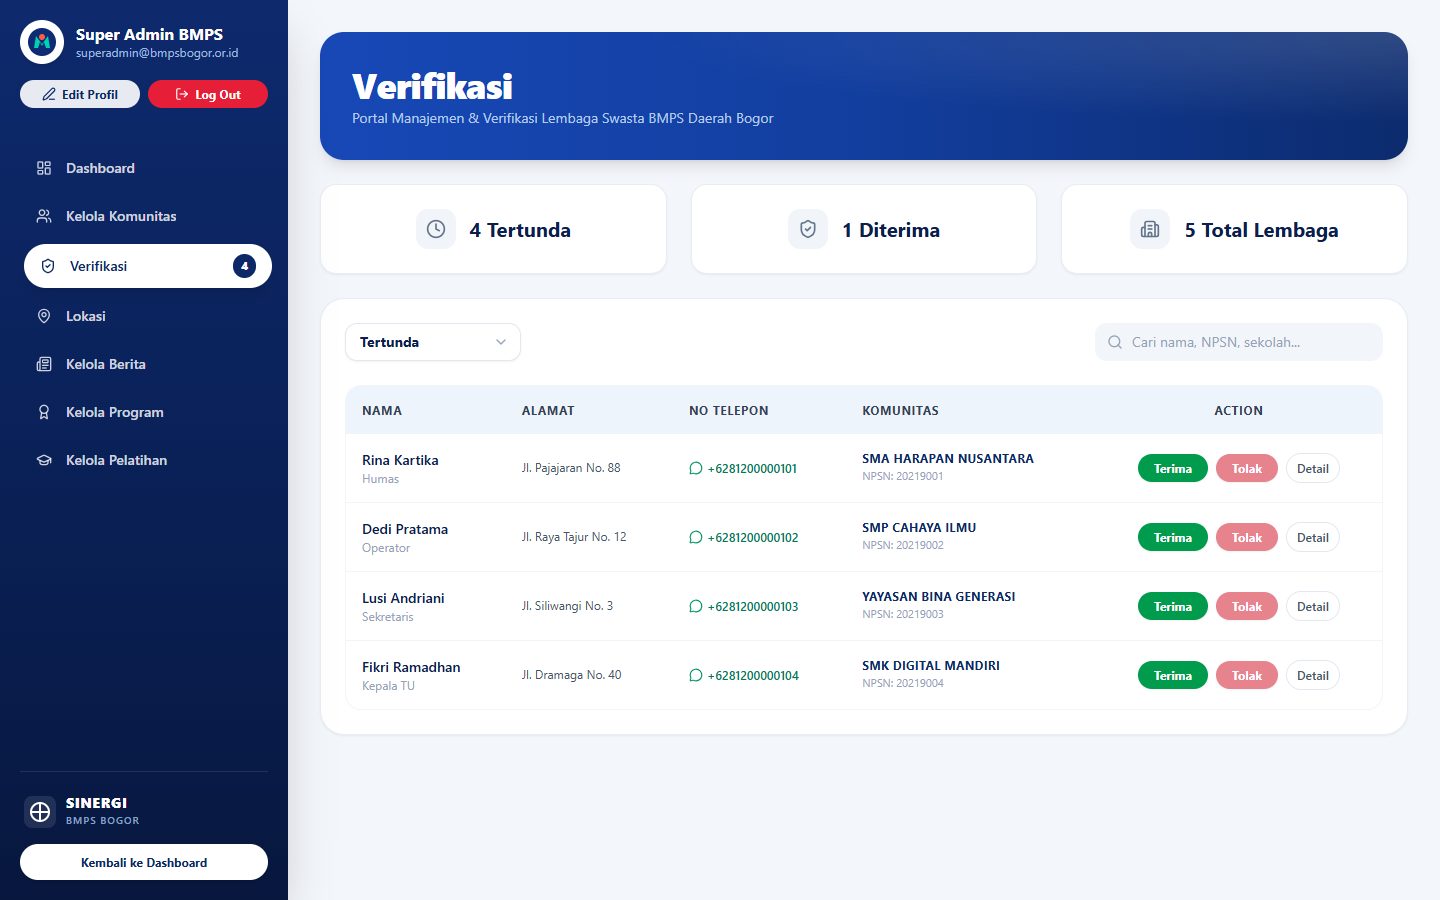 Super Admin BMPS
superadmin@bmpsbogor.or.id
Edit Profil
Log Out
Dashboard
Kelola Komunitas
Verifikasi
4
Lokasi
Kelola Berita
Kelola Program
Kelola Pelatihan
SINERGI
BMPS BOGOR
Kembali ke Dashboard
Verifikasi
Portal Manajemen & Verifikasi Lembaga Swasta BMPS Daerah Bogor
4 Tertunda
1 Diterima
5 Total Lembaga
Tertunda
Cari nama, NPSN, sekolah...
NAMA ALAMAT NO TELEPON KOMUNITAS ACTION
Rina Kartika
Humas
Jl. Pajajaran No. 88
+6281200000101
SMA HARAPAN NUSANTARA
NPSN: 20219001
Terima Tolak Detail
Dedi Pratama
Operator
Jl. Raya Tajur No. 12
+6281200000102
SMP CAHAYA ILMU
NPSN: 20219002
Terima Tolak Detail
Lusi Andriani
Sekretaris
Jl. Siliwangi No. 3
+6281200000103
YAYASAN BINA GENERASI
NPSN: 20219003
Terima Tolak Detail
Fikri Ramadhan
Kepala TU
Jl. Dramaga No. 40
+6281200000104
SMK DIGITAL MANDIRI
NPSN: 20219004
Terima Tolak Detail